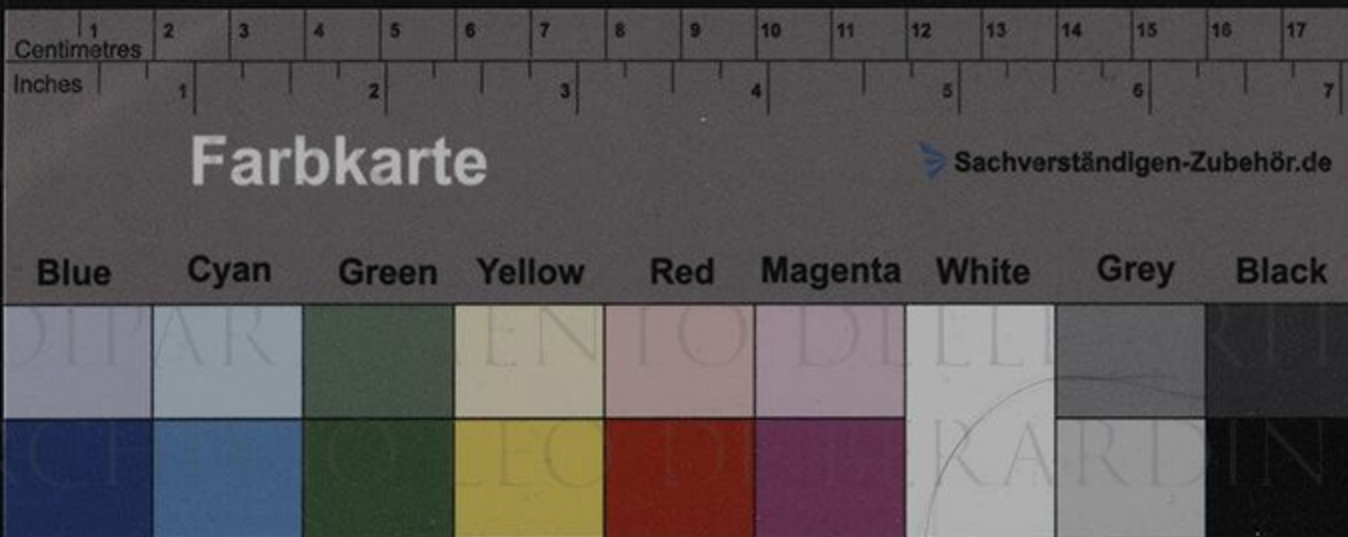 1 2 3 4 5 6 7 8 9 10 11 12 13 14 15 16 17
Centimetres
Inches
1 2 3 4 5 6 7
Farbkarte
Sachverständigen-Zubehör.de
Blue Cyan Green Yellow Red Magenta White Grey Black